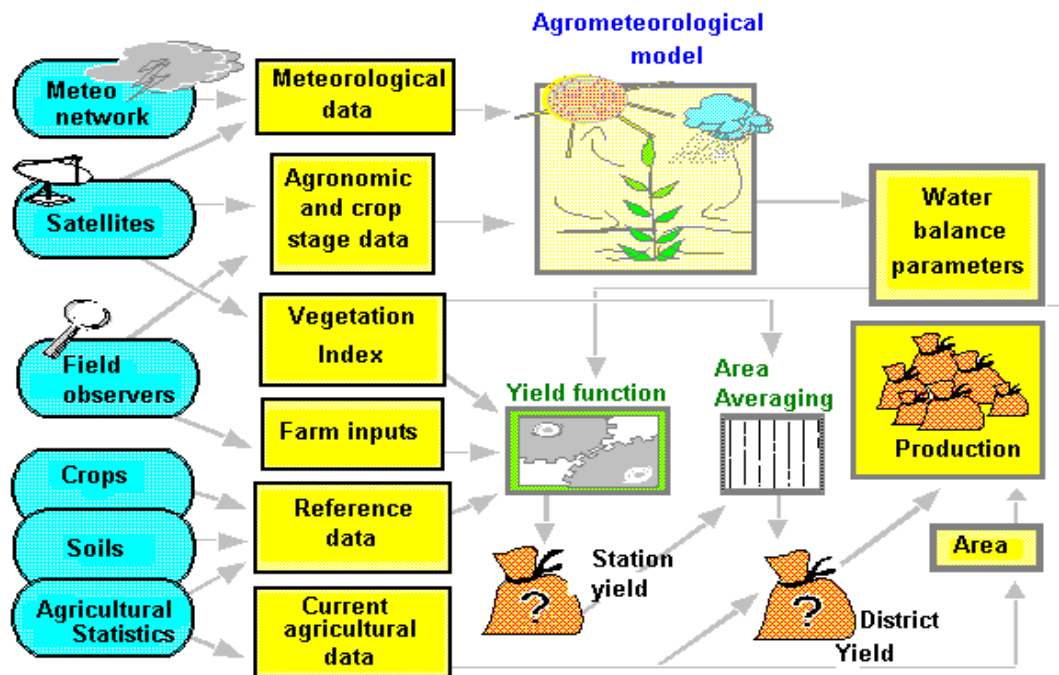 Agrometeorological
model
Meteo
network
Meteorological
data
Satellites
Agronomic
and crop
stage data
Water
balance
parameters
Vegetation
Index
Field
observers
Yield function
Area
Averaging
Farm inputs
Production
Crops
Soils
Agricultural
Statistics
Reference
data
Current
agricultural
data
?
Station
yield
?
District
Yield
Area